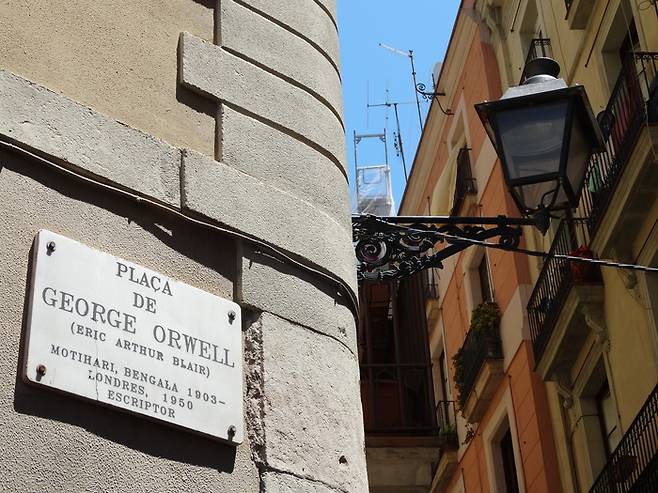 PLAÇA
DE
GEORGE ORWELL
(ERIC ARTHUR BLAIR)
MOTIHARI, BENGALA 1903-
LONDRES, 1950
ESCRIPTOR